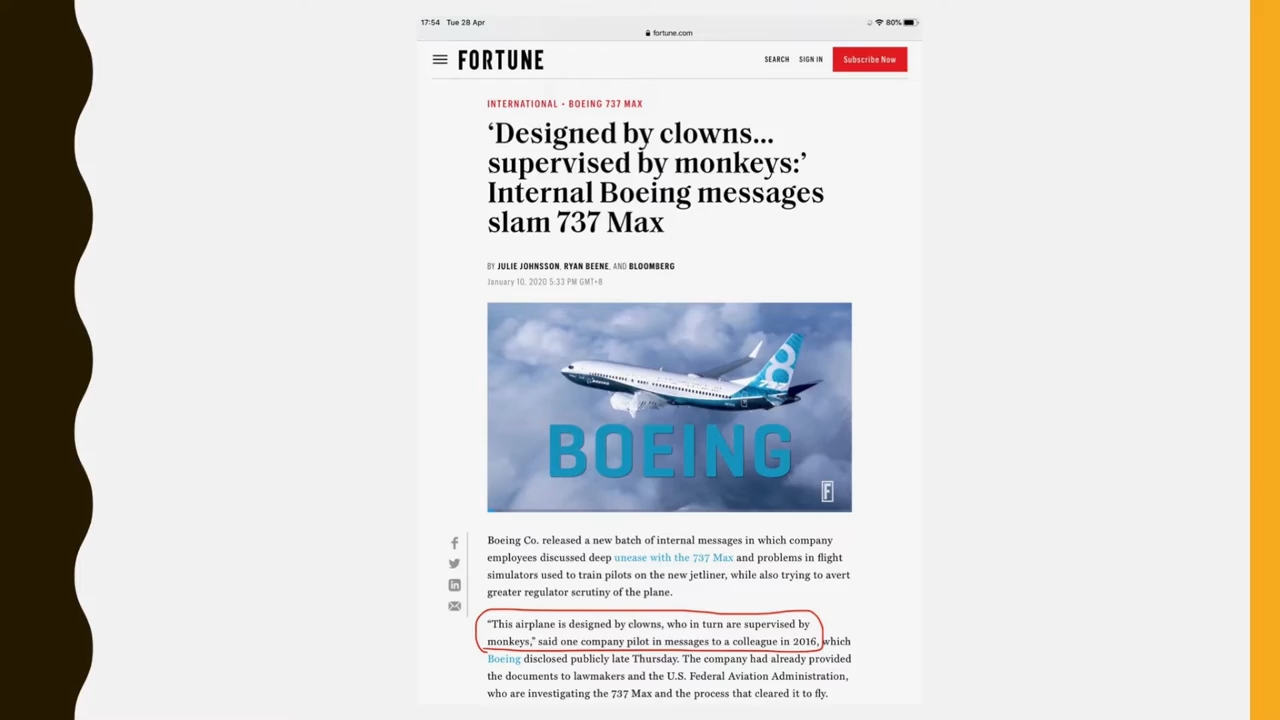 17:54 Tue 28 Apr
80%
fortune.com
FORTUNE
SEARCH SIGN IN Subscribe Now
INTERNATIONAL • BOEING 737 MAX
‘Designed by clowns...
supervised by monkeys:’
Internal Boeing messages
slam 737 Max
BY JULIE JOHNSSON, RYAN BEENE, AND BLOOMBERG
January 10, 2020 5:33 PM GMT+8
8
BOEING
F
Boeing Co. released a new batch of internal messages in which company
employees discussed deep unease with the 737 Max and problems in flight
simulators used to train pilots on the new jetliner, while also trying to avert
greater regulator scrutiny of the plane.
“This airplane is designed by clowns, who in turn are supervised by
monkeys,” said one company pilot in messages to a colleague in 2016, which
Boeing disclosed publicly late Thursday. The company had already provided
the documents to lawmakers and the U.S. Federal Aviation Administration,
who are investigating the 737 Max and the process that cleared it to fly.